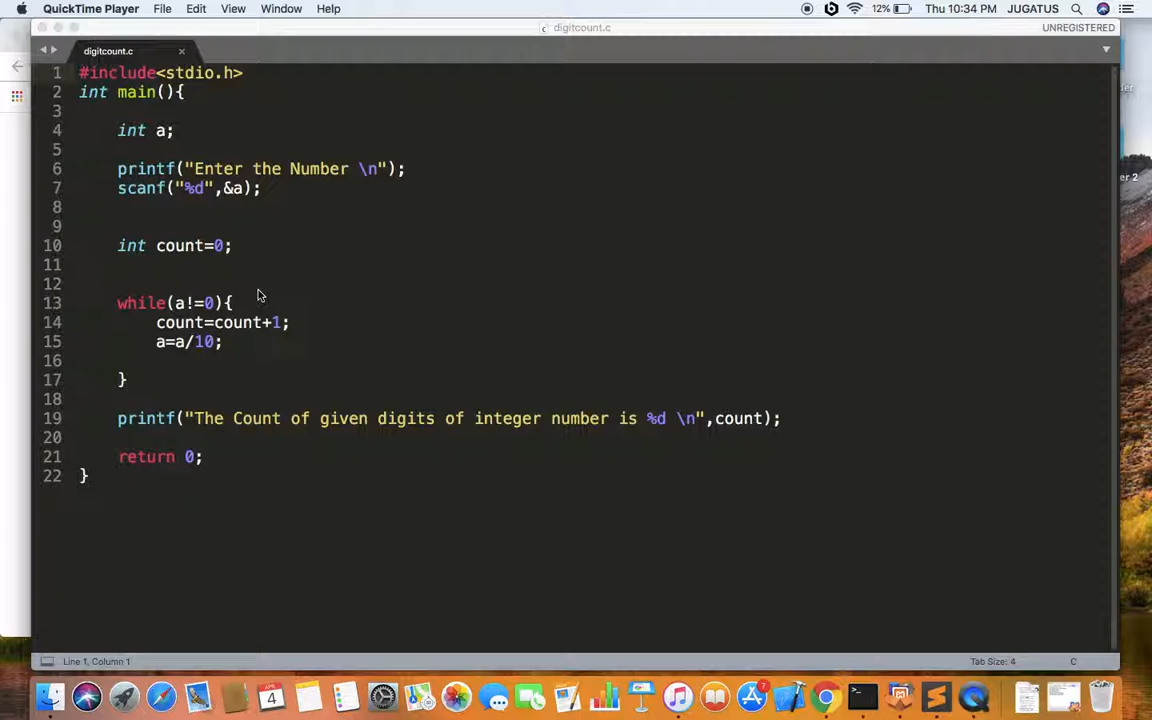 QuickTime Player File Edit View Window Help 12% Thu 10:34 PM JUGATUS
digitcount.c UNREGISTERED
digitcount.c
1 #include<stdio.h>
2 int main(){
3
4 int a;
5
6 printf("Enter the Number \n");
7 scanf("%d",&a);
8
9
10 int count=0;
11
12
13 while(a!=0){
14 count=count+1;
15 a=a/10;
16
17 }
18
19 printf("The Count of given digits of integer number is %d \n",count);
20
21 return 0;
22 }
Line 1, Column 1 Tab Size: 4 C